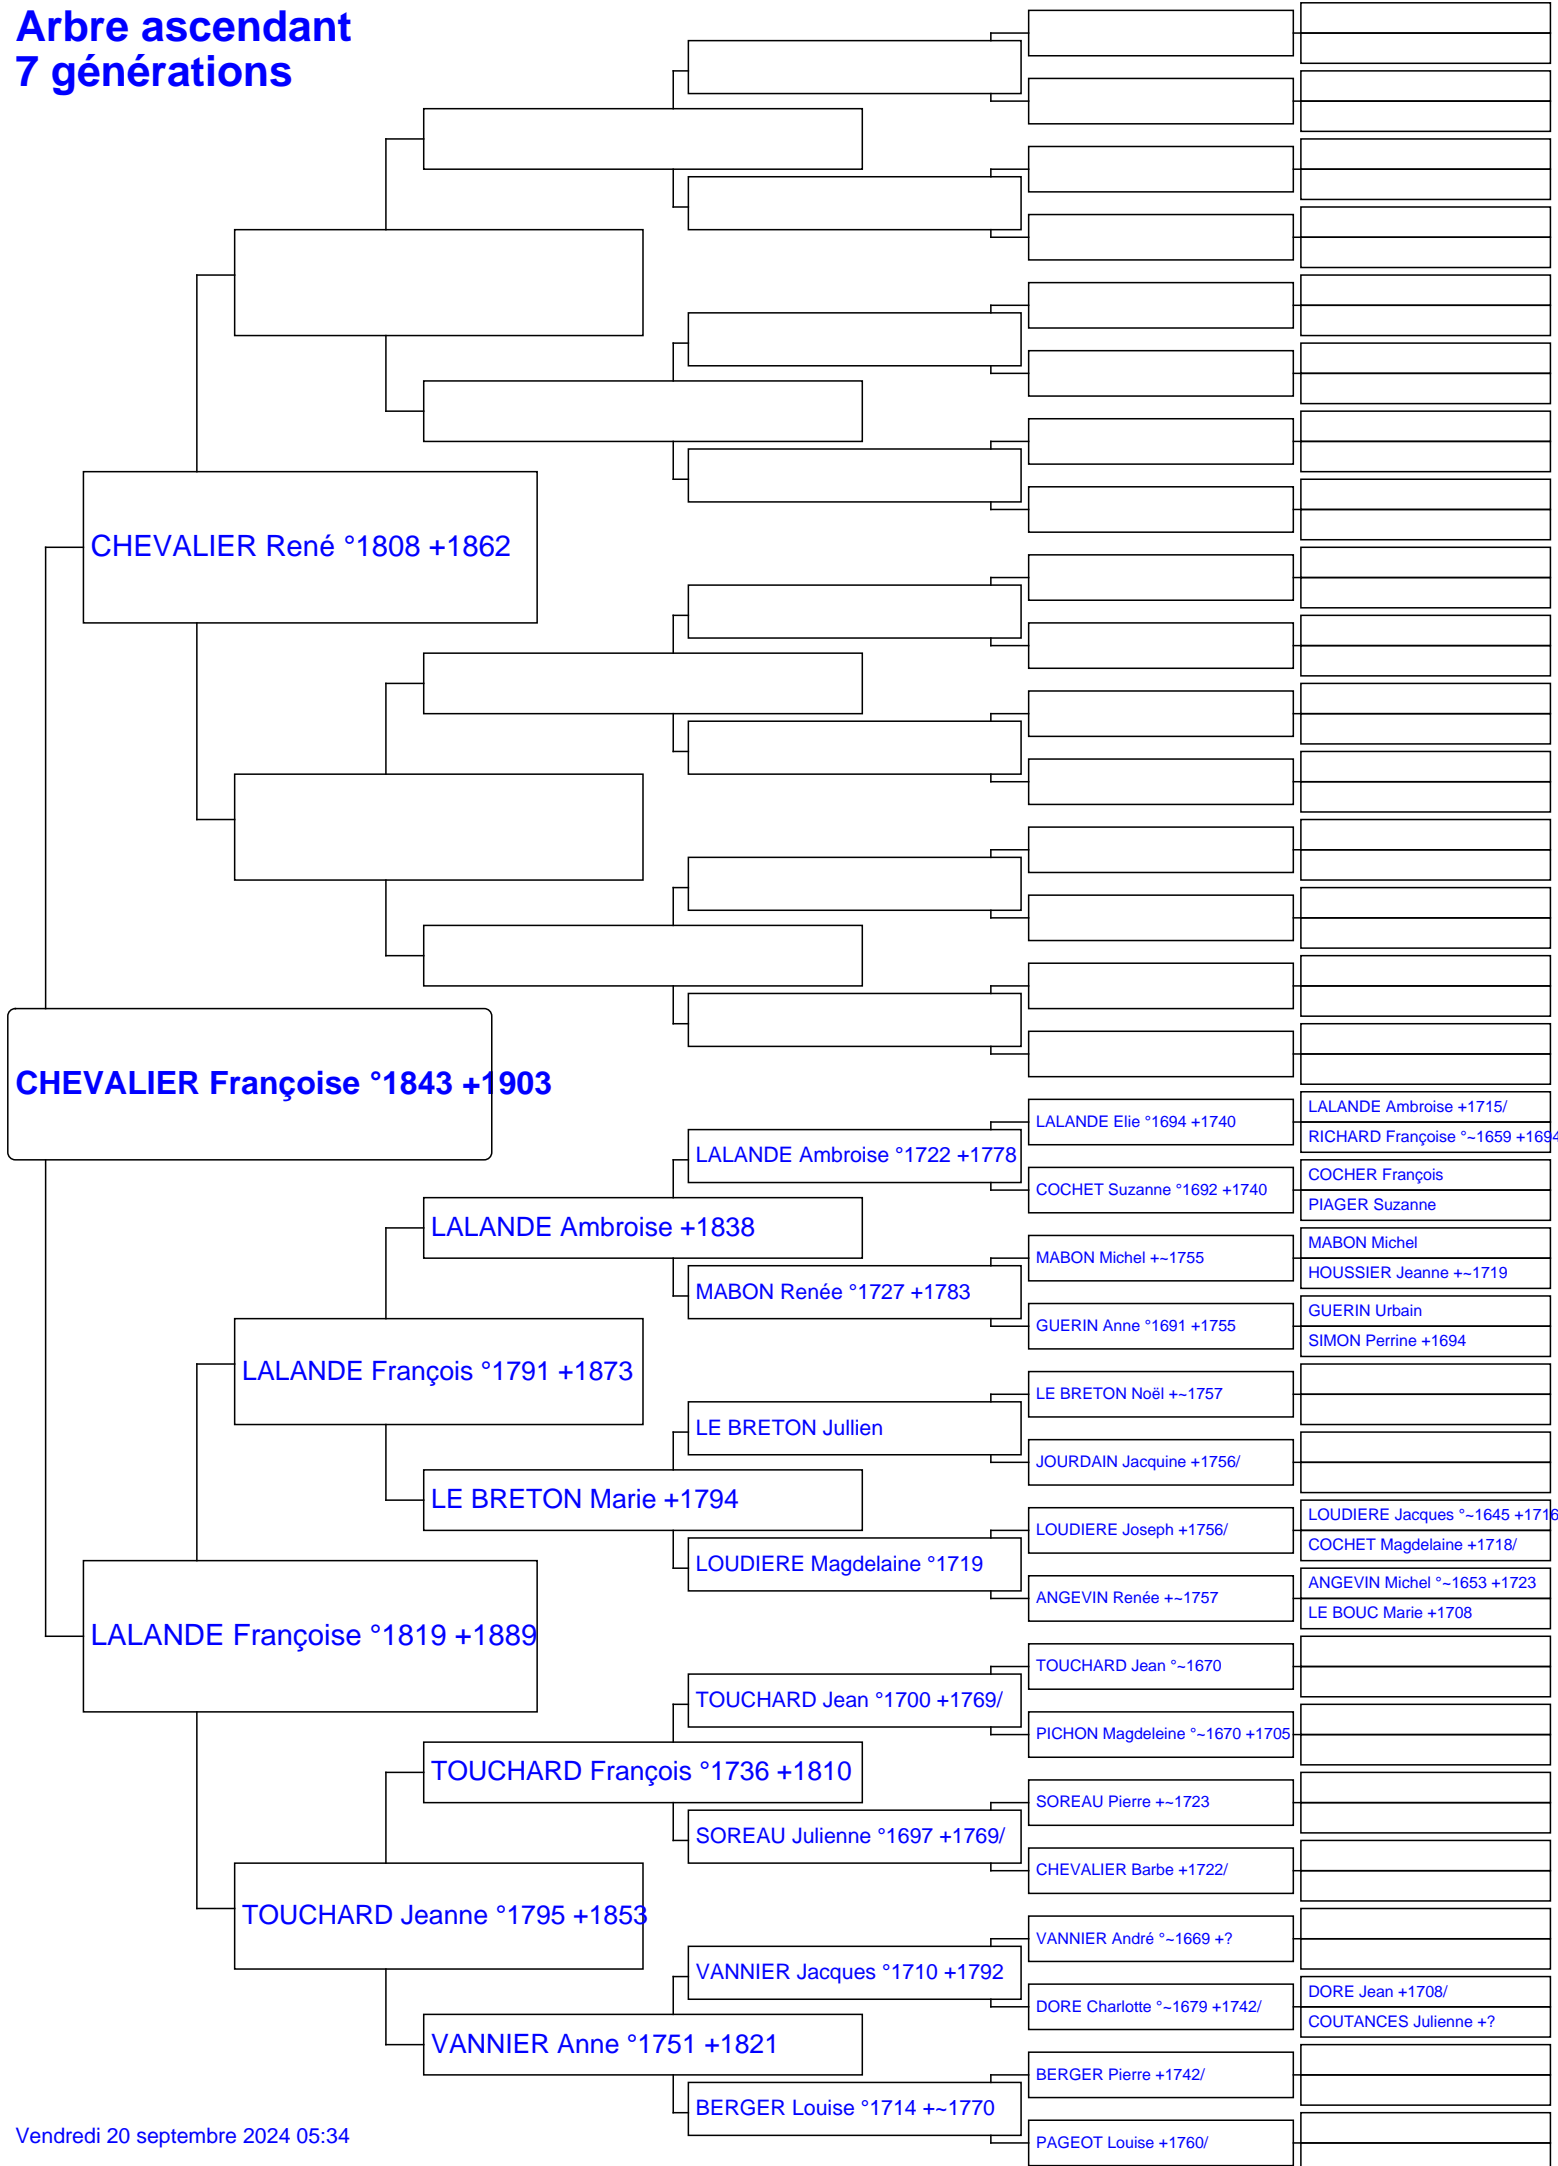 Arbre ascendant
7 générations
CHEVALIER René °1808 +1862
CHEVALIER Françoise °1843 +1903
LALANDE Elie °1694 +1740
LALANDE Ambroise +1715/
RICHARD Françoise °~1659 +1694
LALANDE Ambroise °1722 +1778
COCHET Suzanne °1692 +1740
COCHER François
PIAGER Suzanne
LALANDE Ambroise +1838
MABON Michel +~1755
MABON Michel
HOUSSIER Jeanne +~1719
MABON Renée °1727 +1783
GUERIN Anne °1691 +1755
GUERIN Urbain
SIMON Perrine +1694
LALANDE François °1791 +1873
LE BRETON Noël +~1757
LE BRETON Jullien
JOURDAIN Jacquine +1756/
LE BRETON Marie +1794
LOUDIERE Joseph +1756/
LOUDIERE Jacques °~1645 +1716
COCHET Magdelaine +1718/
LOUDIERE Magdelaine °1719
ANGEVIN Renée +~1757
ANGEVIN Michel °~1653 +1723
LE BOUC Marie +1708
LALANDE Françoise °1819 +1889
TOUCHARD Jean °~1670
TOUCHARD Jean °1700 +1769/
PICHON Magdeleine °~1670 +1705
TOUCHARD François °1736 +1810
SOREAU Pierre +~1723
SOREAU Julienne °1697 +1769/
CHEVALIER Barbe +1722/
TOUCHARD Jeanne °1795 +1853
VANNIER André °~1669 +?
VANNIER Jacques °1710 +1792
DORE Charlotte °~1679 +1742/
DORE Jean +1708/
COUTANCES Julienne +?
VANNIER Anne °1751 +1821
BERGER Pierre +1742/
BERGER Louise °1714 +~1770
PAGEOT Louise +1760/
Vendredi 20 septembre 2024 05:34